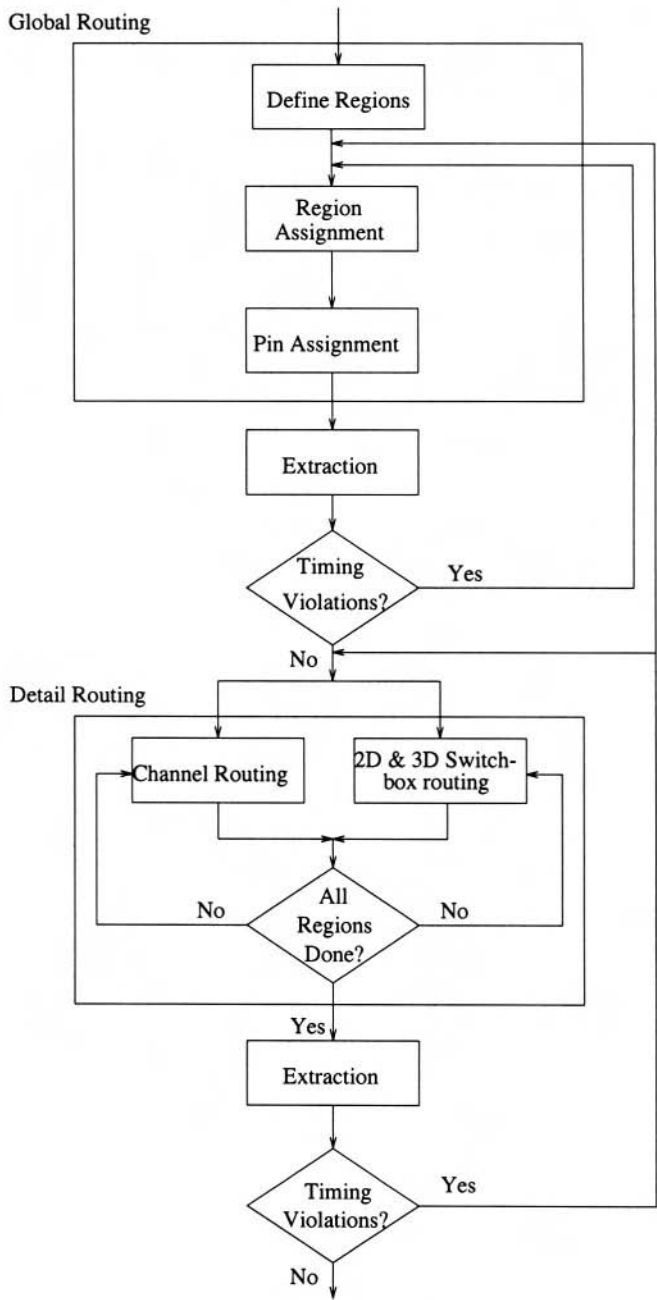 Global Routing
Define Regions
Region
Assignment
Pin Assignment
Extraction
Timing
Violations?
Yes
No
Detail Routing
Channel Routing
2D & 3D Switch-
box routing
No
All
Regions
Done?
No
Yes
Extraction
Timing
Violations?
Yes
No